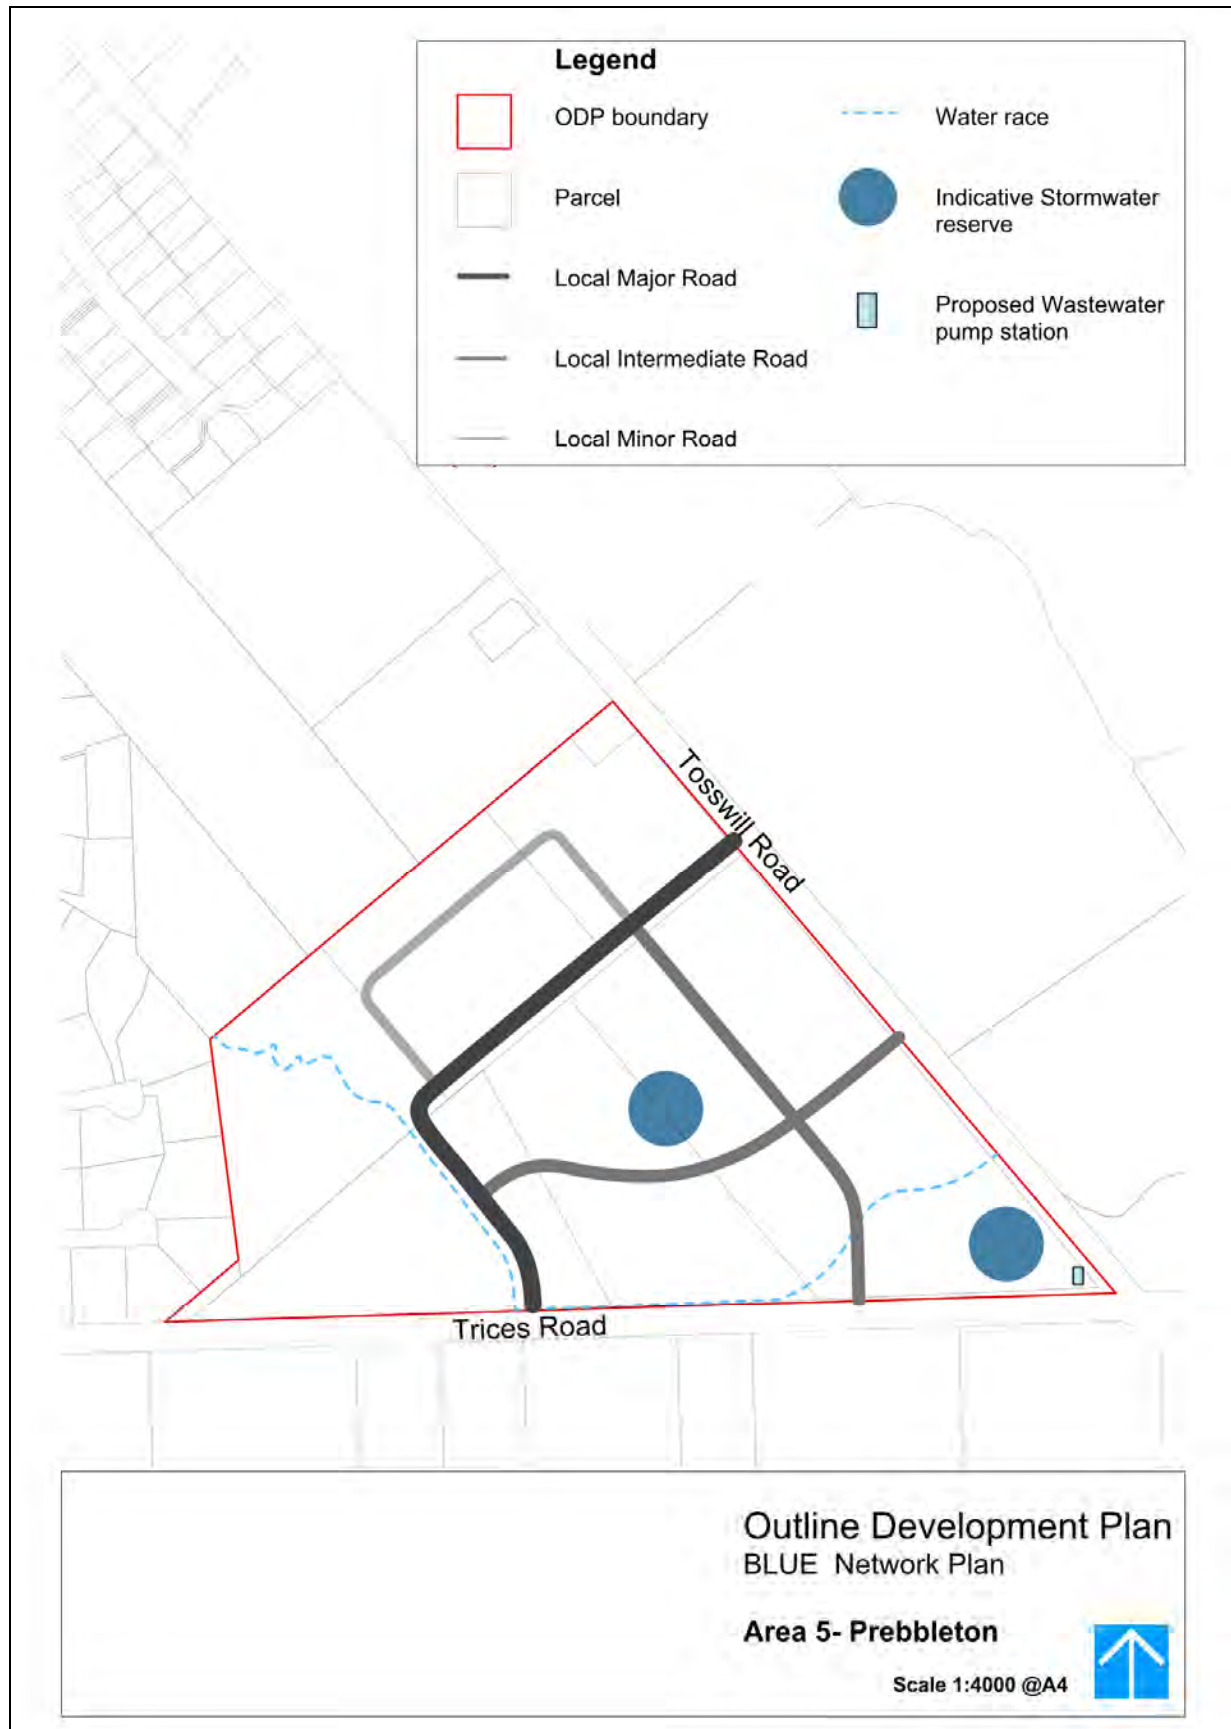 Legend
ODP boundary
Parcel
Local Major Road
Local Intermediate Road
Local Minor Road
Water race
Indicative Stormwater
reserve
Proposed Wastewater
pump station
Tosswill Road
Trices Road
Outline Development Plan
BLUE Network Plan
Area 5- Prebbleton
Scale 1:4000 @A4